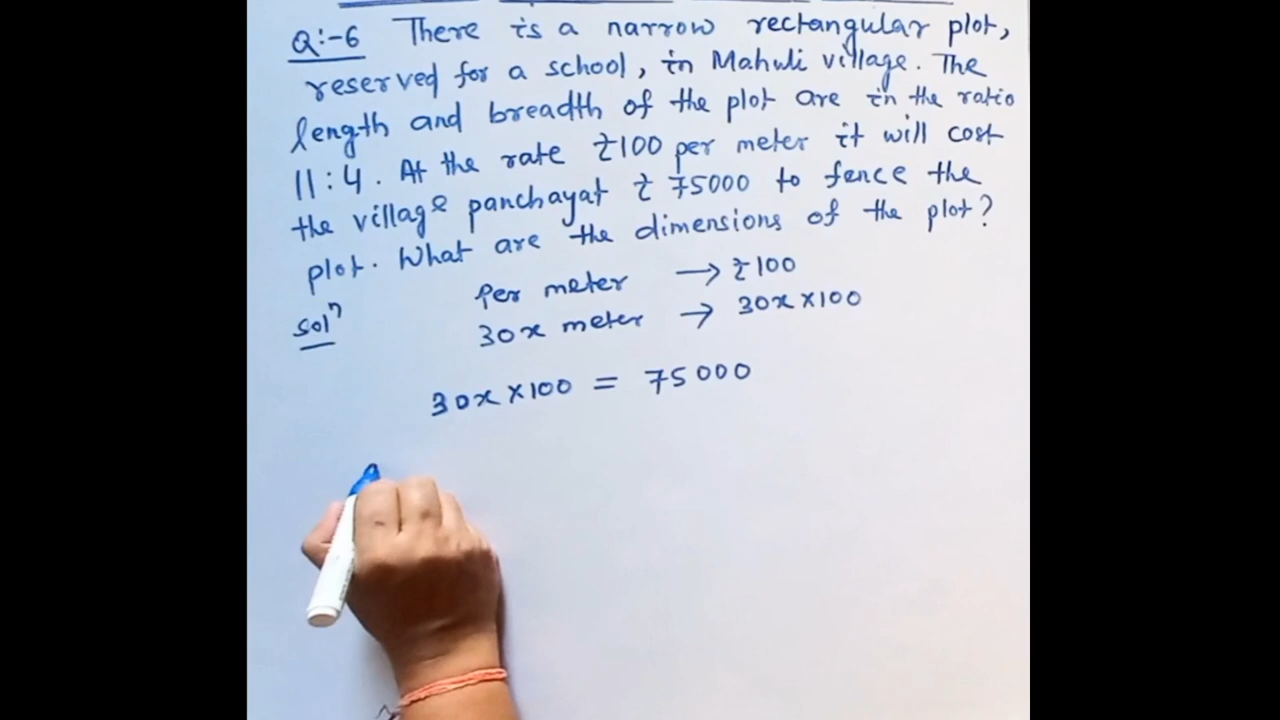 Q:-6 There is a narrow rectangular plot,
reserved for a school, in Mahuli village. The
length and breadth of the plot are in the ratio
11:4. At the rate ₹100 per meter it will cost
the village panchayat ₹ 75000 to fence the
plot. What are the dimensions of the plot?
Solⁿ
Per meter → ₹100
30x meter → 30x×100
30x×100 = 75000